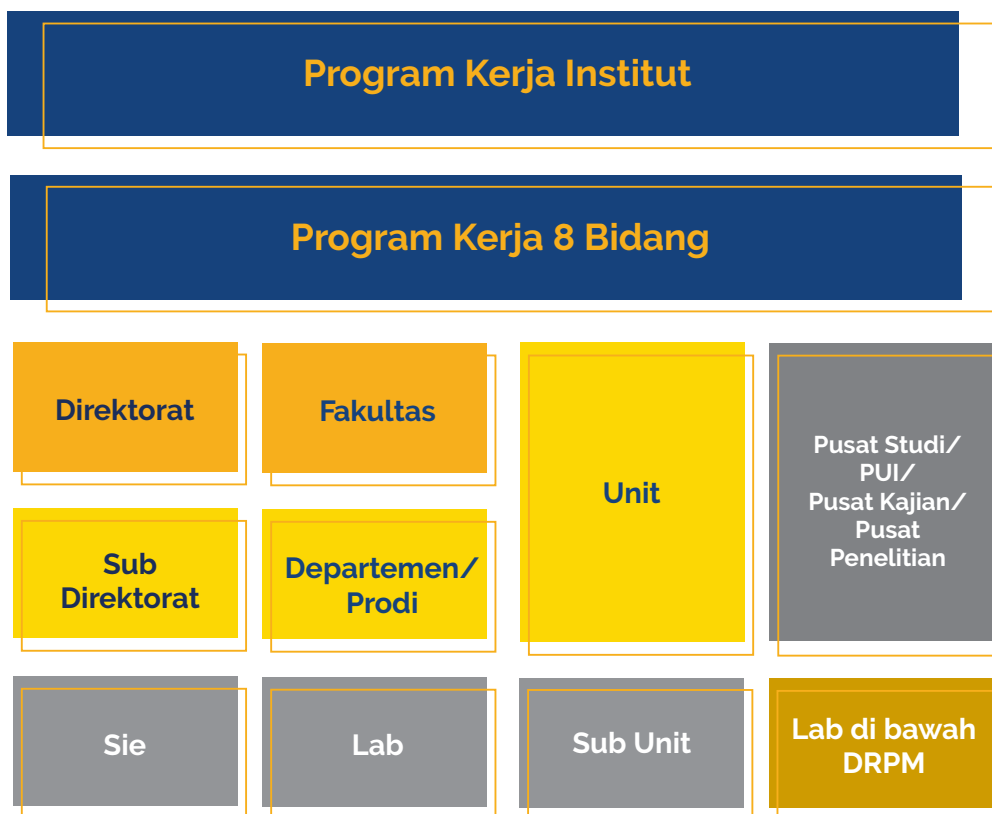 Program Kerja Institut
Program Kerja 8 Bidang
Direktorat
Fakultas
Unit
Pusat Studi/
PUI/
Pusat Kajian/
Pusat
Penelitian
Sub
Direktorat
Departemen/
Prodi
Sie
Lab
Sub Unit
Lab di bawah
DRPM